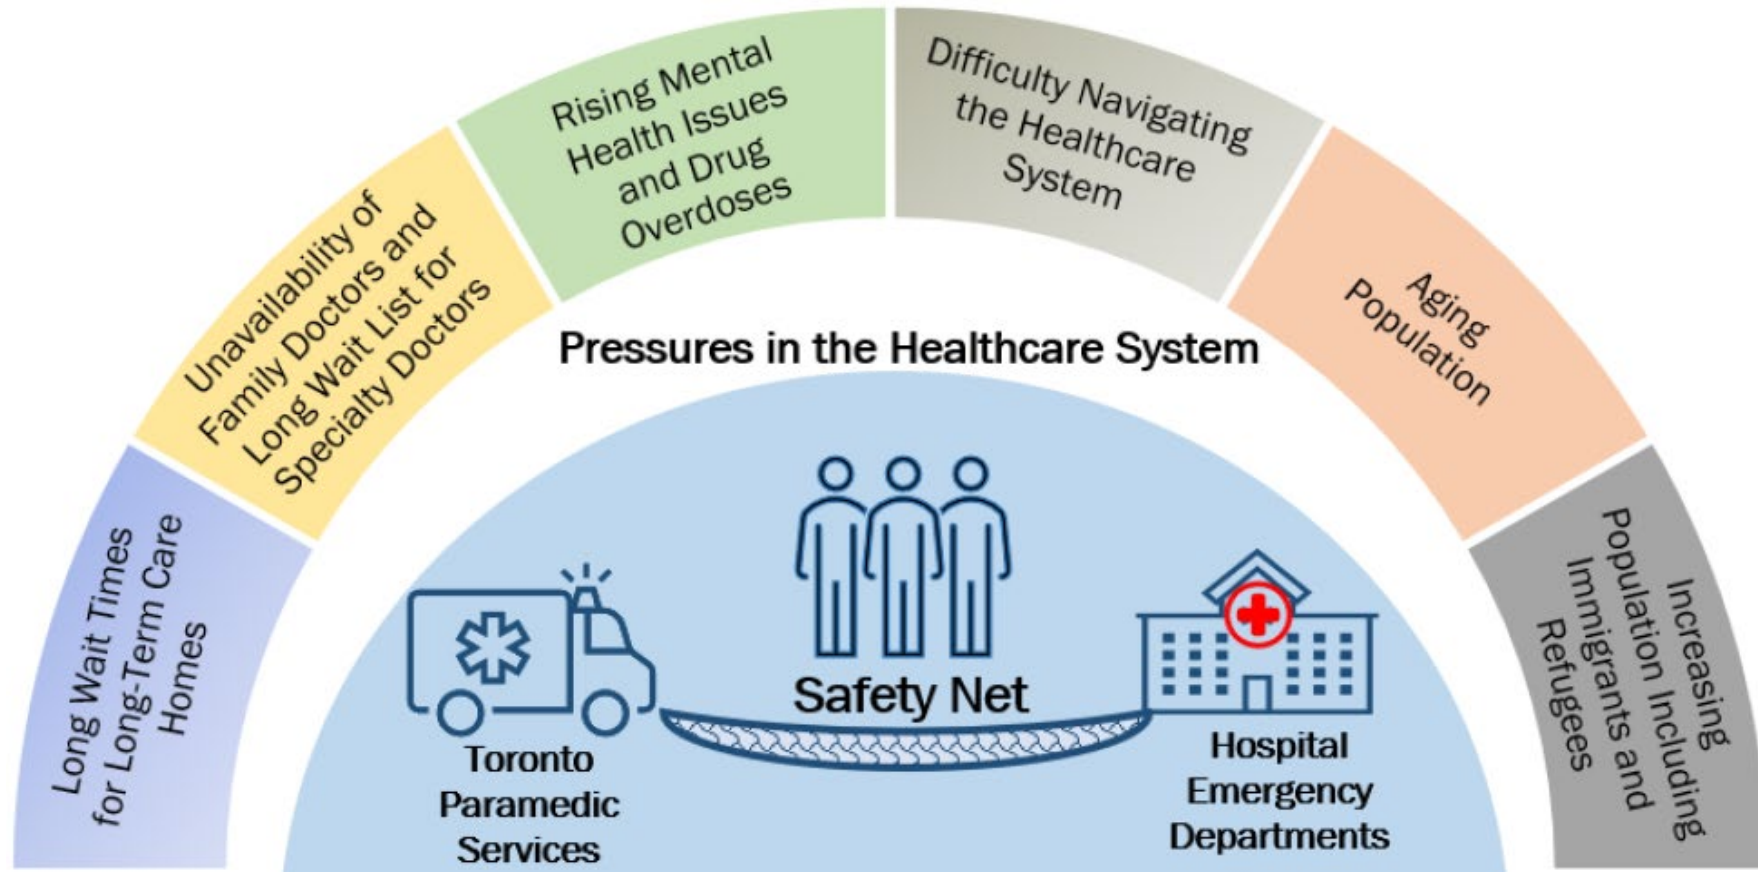 Long Wait Times
for Long-Term Care
Homes
Unavailability of
Family Doctors and
Long Wait List for
Specialty Doctors
Rising Mental
Health Issues
and Drug
Overdoses
Difficulty Navigating
the Healthcare
System
Aging
Population
Increasing
Population Including
Immigrants and
Refugees
Pressures in the Healthcare System
Safety Net
Toronto
Paramedic
Services
Hospital
Emergency
Departments